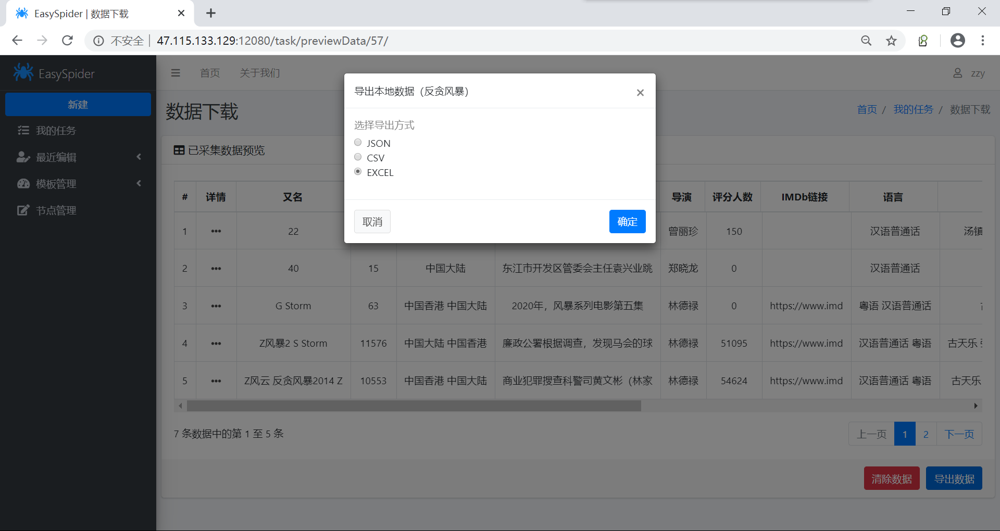 EasySpider | 数据下载
不安全 47.115.133.129:12080/task/previewData/57/
EasySpider
首页 关于我们
zzy
新建
我的任务
最近编辑
模板管理
节点管理
数据下载
首页 / 我的任务 / 数据下载
已采集数据预览
导出本地数据（反贪风暴）
×
选择导出方式
JSON
CSV
EXCEL
取消 确定
# 详情 又名 导演 评分人数 IMDb链接 语言
1 ••• 22 曾丽珍 150 汉语普通话 汤镇
2 ••• 40 15 中国大陆 东江市开发区管委会主任袁兴业跳 郑晓龙 0 汉语普通话
3 ••• G Storm 63 中国香港 中国大陆 2020年，风暴系列电影第五集 林德禄 0 https://www.imd 粤语 汉语普通话
4 ••• Z风暴2 S Storm 11576 中国大陆 中国香港 廉政公署根据调查，发现马会的球 林德禄 51095 https://www.imd 汉语普通话 粤语 古天乐
5 ••• Z风云 反贪风暴2014 Z 10553 中国香港 中国大陆 商业犯罪搜查科警司黄文彬（林家 林德禄 54624 https://www.imd 汉语普通话 粤语 古天乐
7 条数据中的第 1 至 5 条
上一页 1 2 下一页
清除数据 导出数据